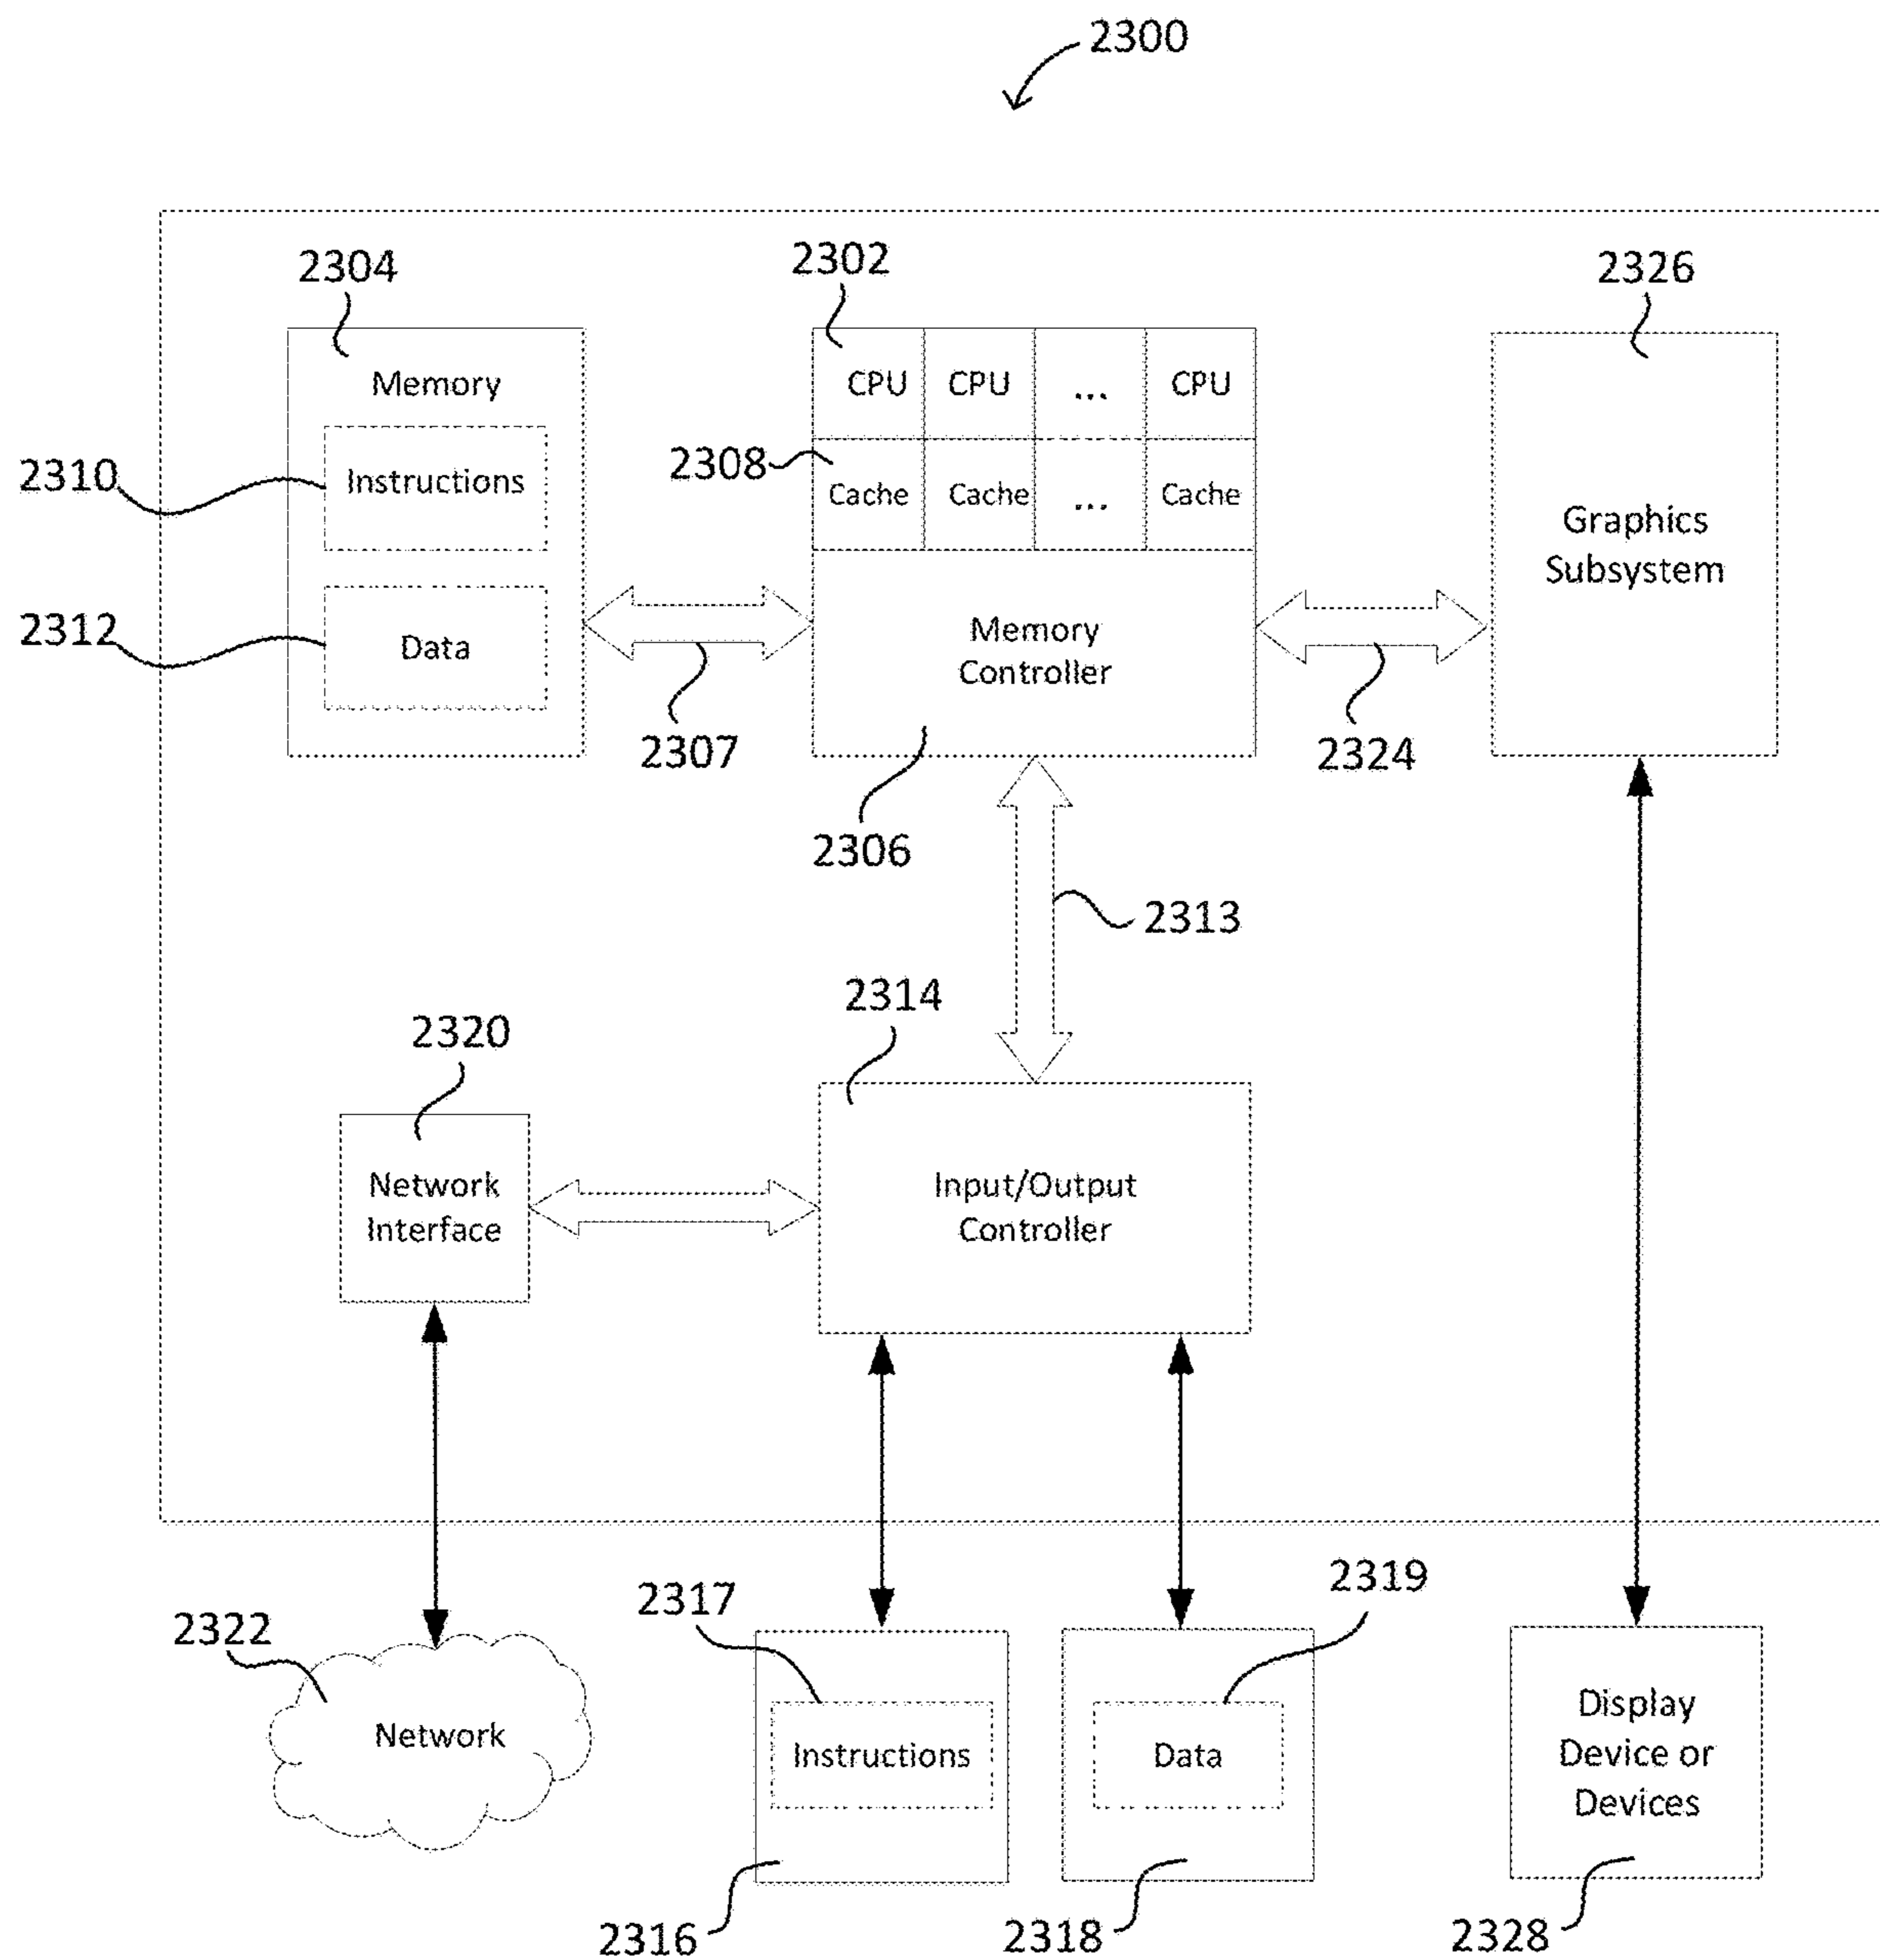 2300
2304
2302
2326
Memory
CPU CPU ... CPU
2310
Instructions
2308
Cache Cache ... Cache
Graphics
Subsystem
2312
Data
Memory
Controller
2307
2324
2306
2313
2314
2320
Network
Interface
Input/Output
Controller
2322
2317
2319
Network
Instructions
Data
Display
Device or
Devices
2316
2318
2328